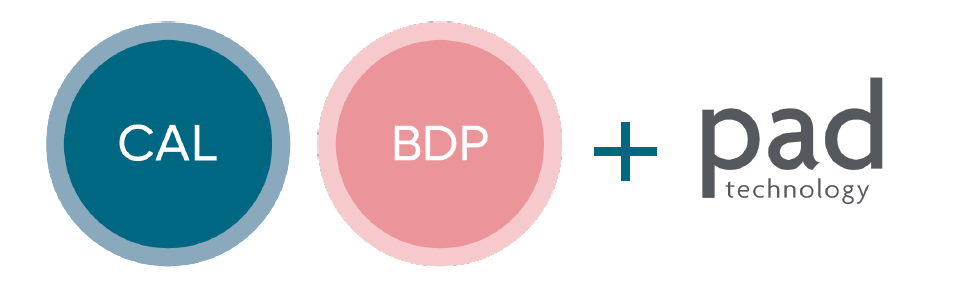 CAL
BDP
+
pad
technology